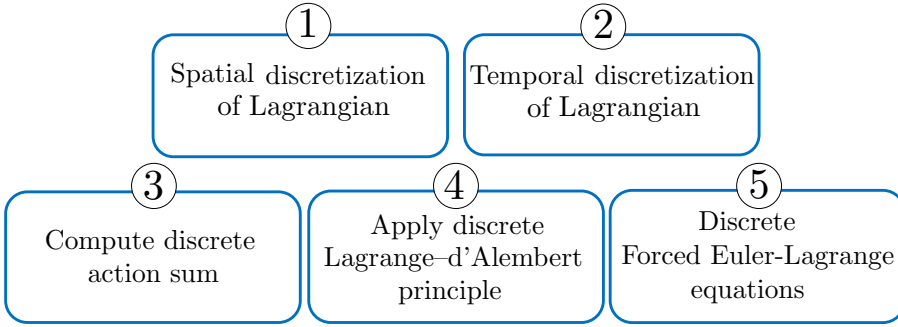 1
Spatial discretization
of Lagrangian
2
Temporal discretization
of Lagrangian
3
Compute discrete
action sum
4
Apply discrete
Lagrange–d'Alembert
principle
5
Discrete
Forced Euler-Lagrange
equations